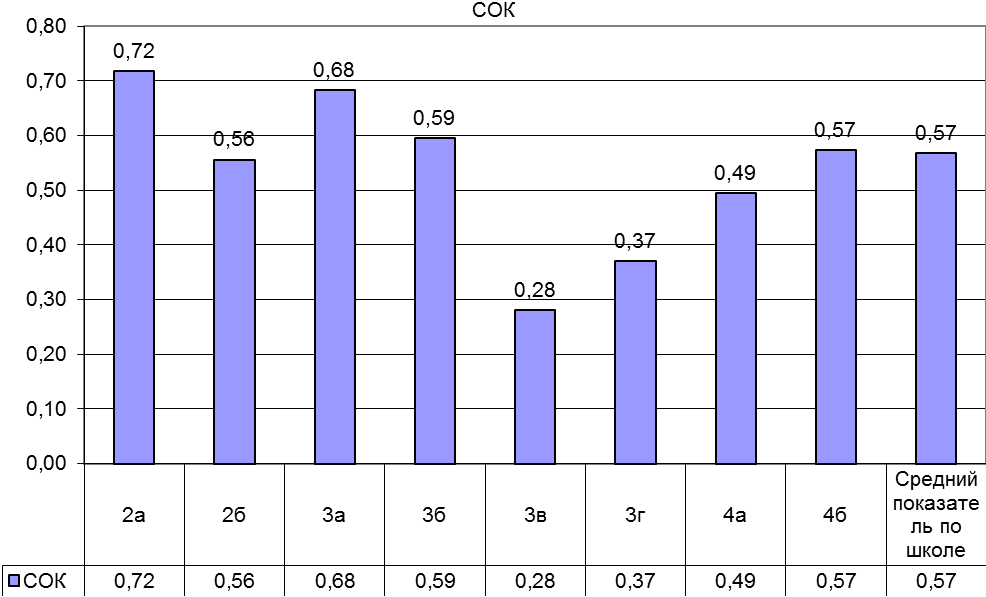 СОК
0,80
0,70
0,60
0,50
0,40
0,30
0,20
0,10
0,00
0,72
0,56
0,68
0,59
0,28
0,37
0,49
0,57
0,57
2а
2б
3а
3б
3в
3г
4а
4б
Средний
показате
ль по
школе
СОК 0,72 0,56 0,68 0,59 0,28 0,37 0,49 0,57 0,57